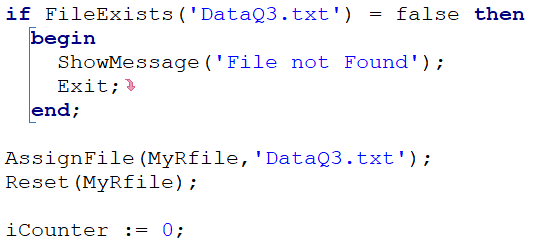 if FileExists('DataQ3.txt') = false then
begin
ShowMessage('File not Found');
Exit;
end;
AssignFile(MyRfile,'DataQ3.txt');
Reset(MyRfile);
iCounter := 0;